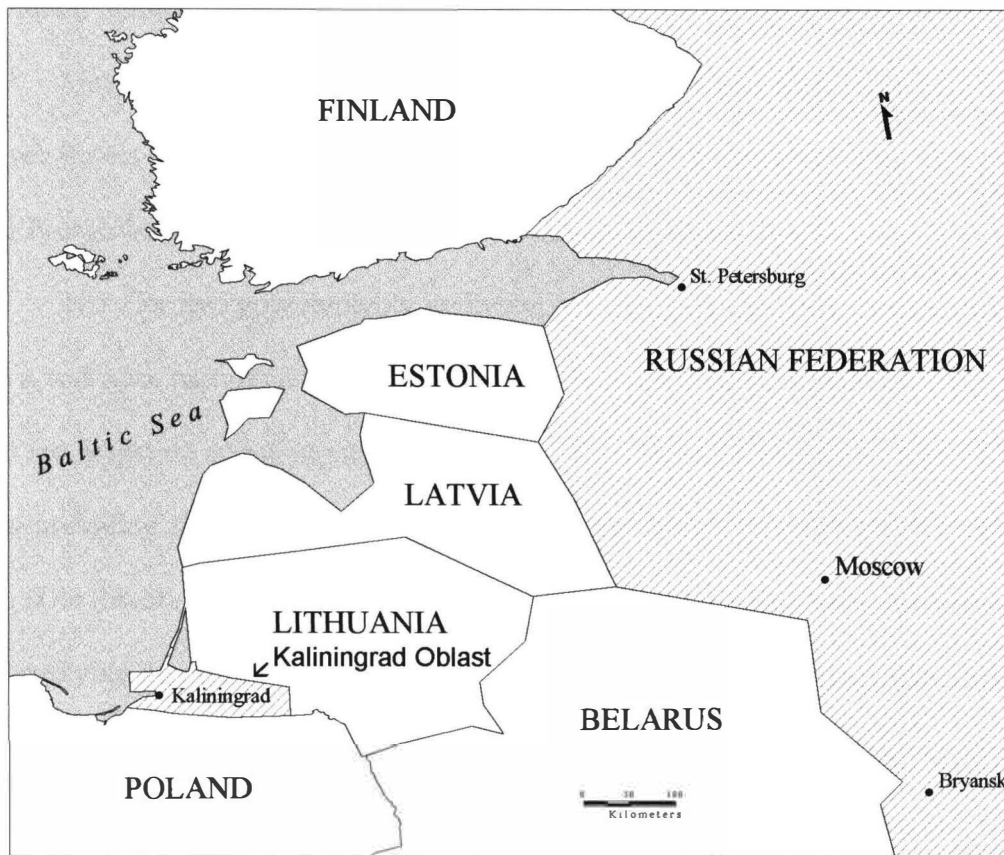 FINLAND
N
St. Petersburg
RUSSIAN FEDERATION
ESTONIA
Baltic Sea
LATVIA
Moscow
LITHUANIA
Kaliningrad Oblast
Kaliningrad
BELARUS
POLAND
Bryansk
Kilometers